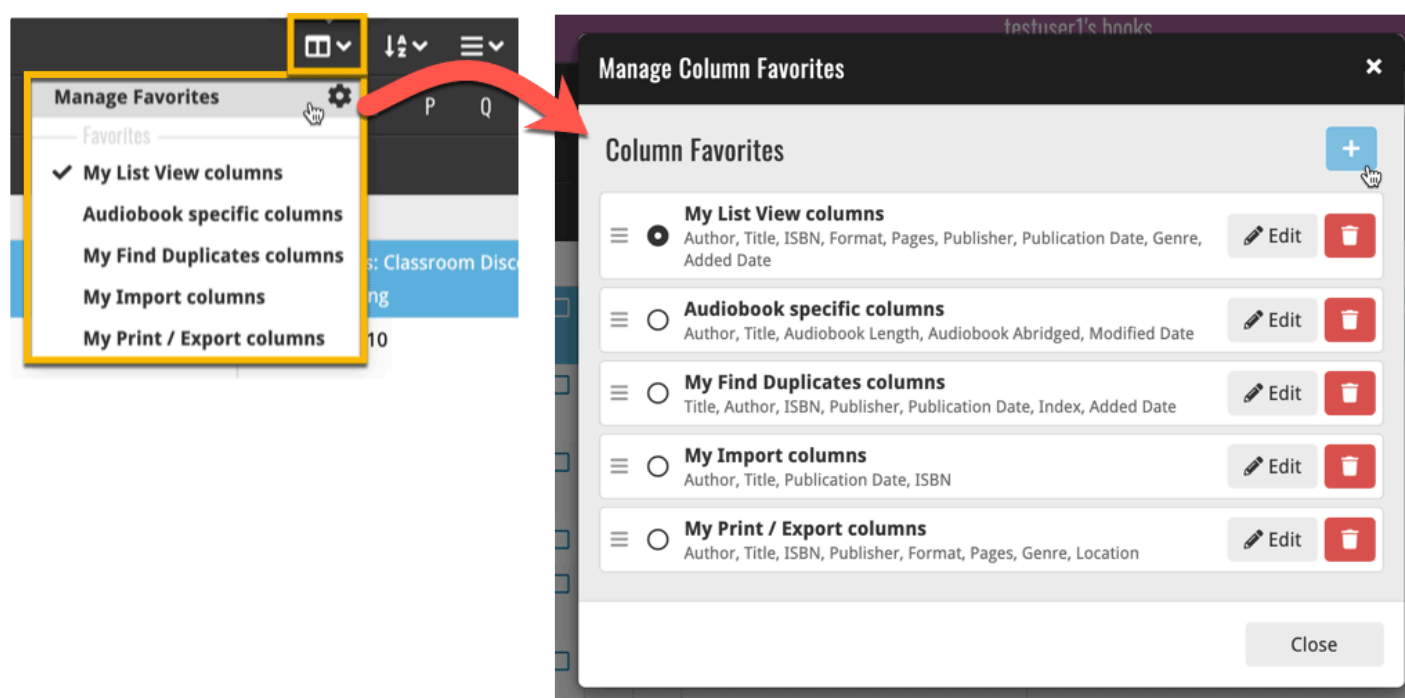 P Q
Manage Favorites
Favorites
My List View columns
Audiobook specific columns
My Find Duplicates columns
My Import columns
My Print / Export columns
s: Classroom Disc
ng
10
testuser1's books
Manage Column Favorites
Column Favorites
My List View columns
Author, Title, ISBN, Format, Pages, Publisher, Publication Date, Genre,
Added Date
Edit
Audiobook specific columns
Author, Title, Audiobook Length, Audiobook Abridged, Modified Date
Edit
My Find Duplicates columns
Title, Author, ISBN, Publisher, Publication Date, Index, Added Date
Edit
My Import columns
Author, Title, Publication Date, ISBN
Edit
My Print / Export columns
Author, Title, ISBN, Publisher, Format, Pages, Genre, Location
Edit
Close